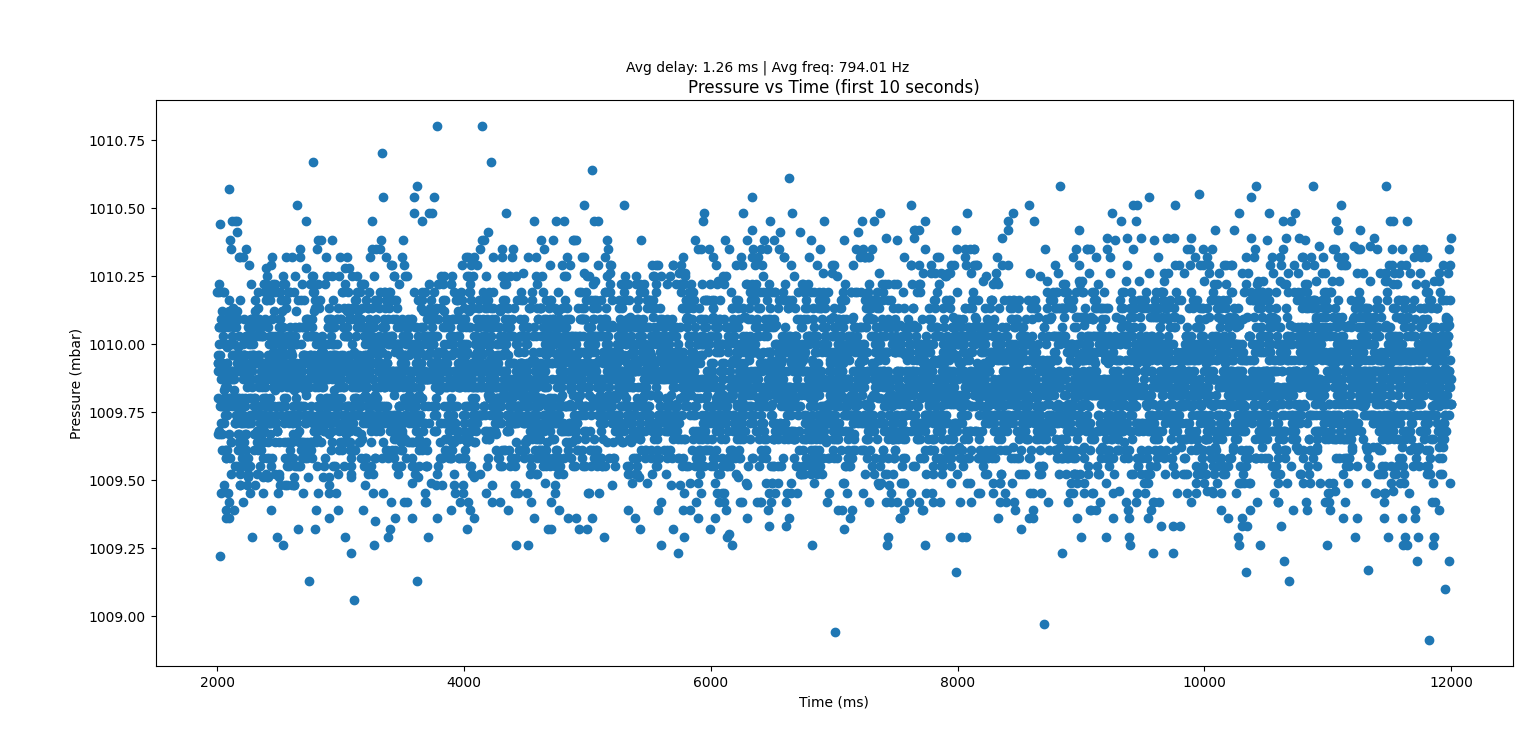 Avg delay: 1.26 ms | Avg freq: 794.01 Hz
Pressure vs Time (first 10 seconds)
Pressure (mbar)
1010.75
1010.50
1010.25
1010.00
1009.75
1009.50
1009.25
1009.00
2000 4000 6000 8000 10000 12000
Time (ms)